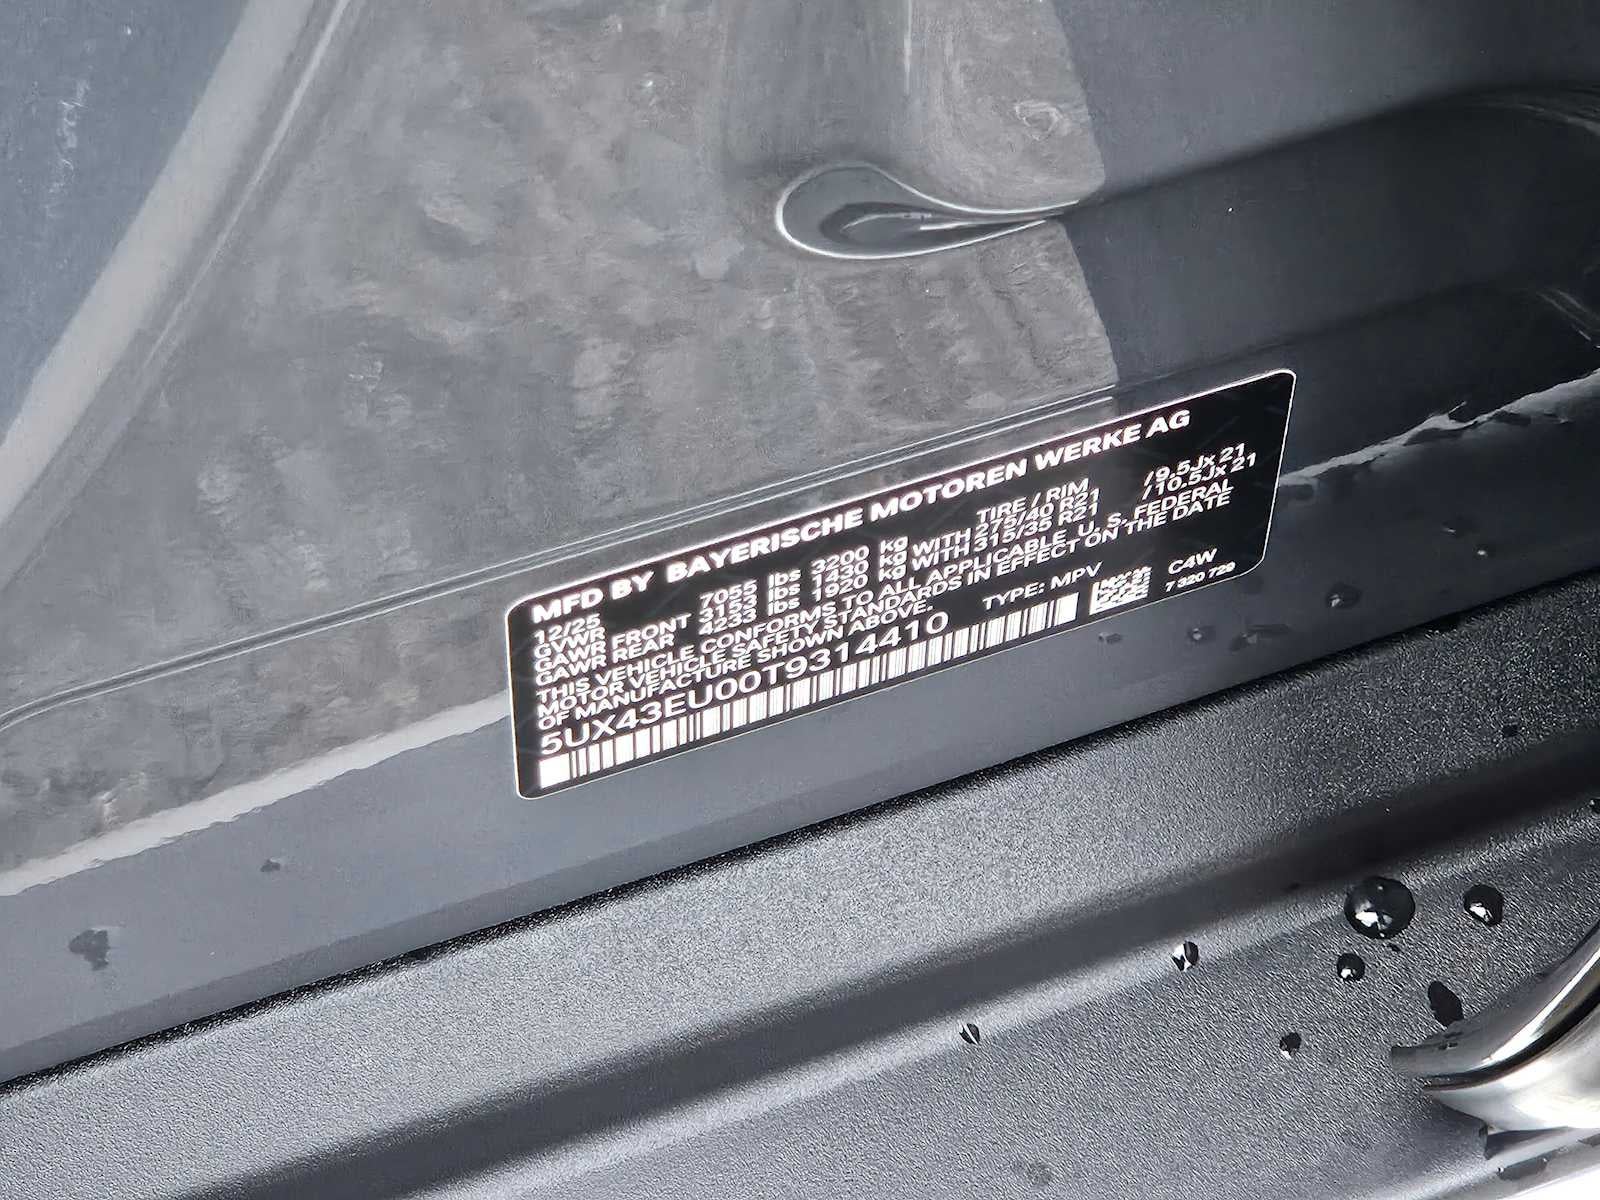 MFD BY BAYERISCHE MOTOREN WERKE AG
12/25 TIRE / RIM
GVWR 7055 lbs 3200 kg
GAWR FRONT 3153 lbs 1430 kg WITH 275/40 R21 /9.5Jx21
GAWR REAR 4233 lbs 1920 kg WITH 315/35 R21 /10.5Jx21
THIS VEHICLE CONFORMS TO ALL APPLICABLE U. S. FEDERAL
MOTOR VEHICLE SAFETY STANDARDS IN EFFECT ON THE DATE
OF MANUFACTURE SHOWN ABOVE.
5UX43EU00T9314410 TYPE: MPV C4W
7 320 729